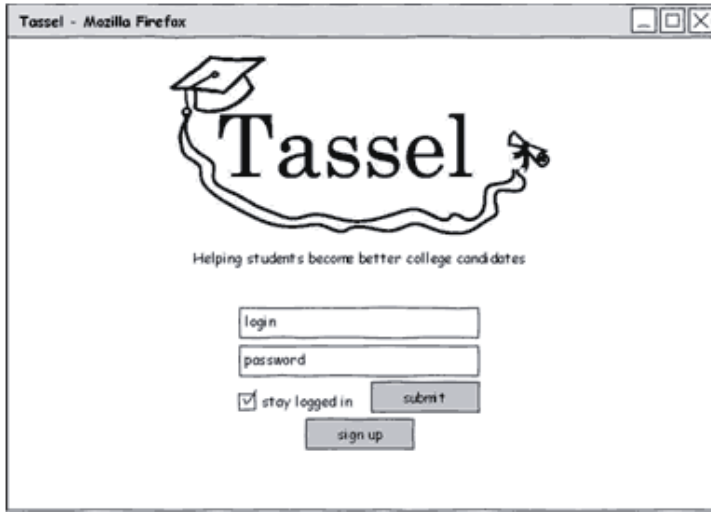 Tassel - Mozilla Firefox
Tassel
Helping students become better college candidates
login
password
stay logged in
submit
sign up